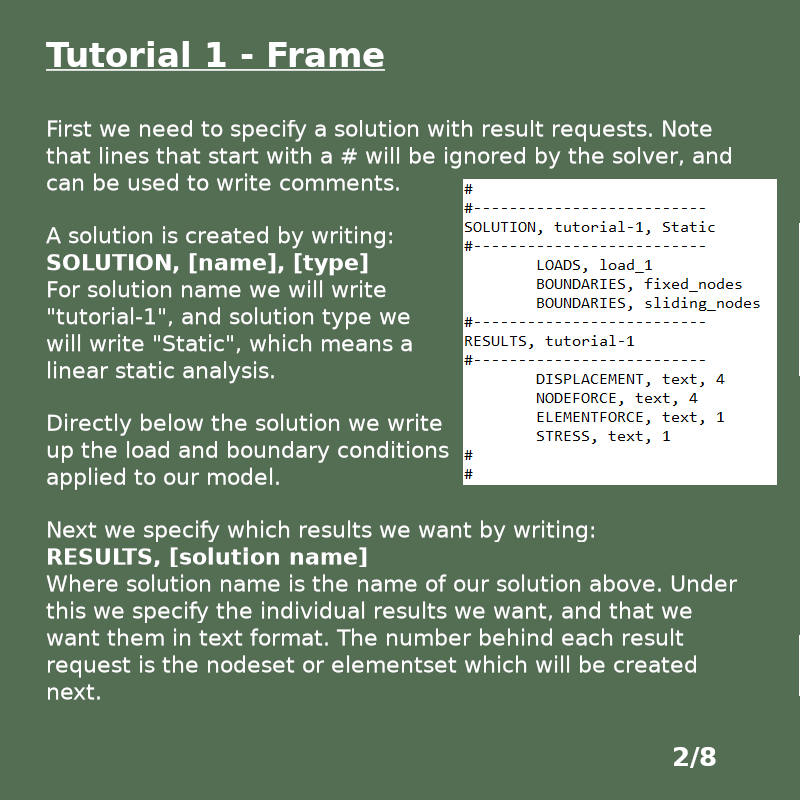 Tutorial 1 - Frame
First we need to specify a solution with result requests. Note
that lines that start with a # will be ignored by the solver, and
can be used to write comments.
A solution is created by writing:
SOLUTION, [name], [type]
For solution name we will write
"tutorial-1", and solution type we
will write "Static", which means a
linear static analysis.
Directly below the solution we write
up the load and boundary conditions
applied to our model.
#
#--------------------------
SOLUTION, tutorial-1, Static
#--------------------------
        LOADS, load_1
        BOUNDARIES, fixed_nodes
        BOUNDARIES, sliding_nodes
#--------------------------
RESULTS, tutorial-1
#--------------------------
        DISPLACEMENT, text, 4
        NODEFORCE, text, 4
        ELEMENTFORCE, text, 1
        STRESS, text, 1
#
#
Next we specify which results we want by writing:
RESULTS, [solution name]
Where solution name is the name of our solution above. Under
this we specify the individual results we want, and that we
want them in text format. The number behind each result
request is the nodeset or elementset which will be created
next.
2/8